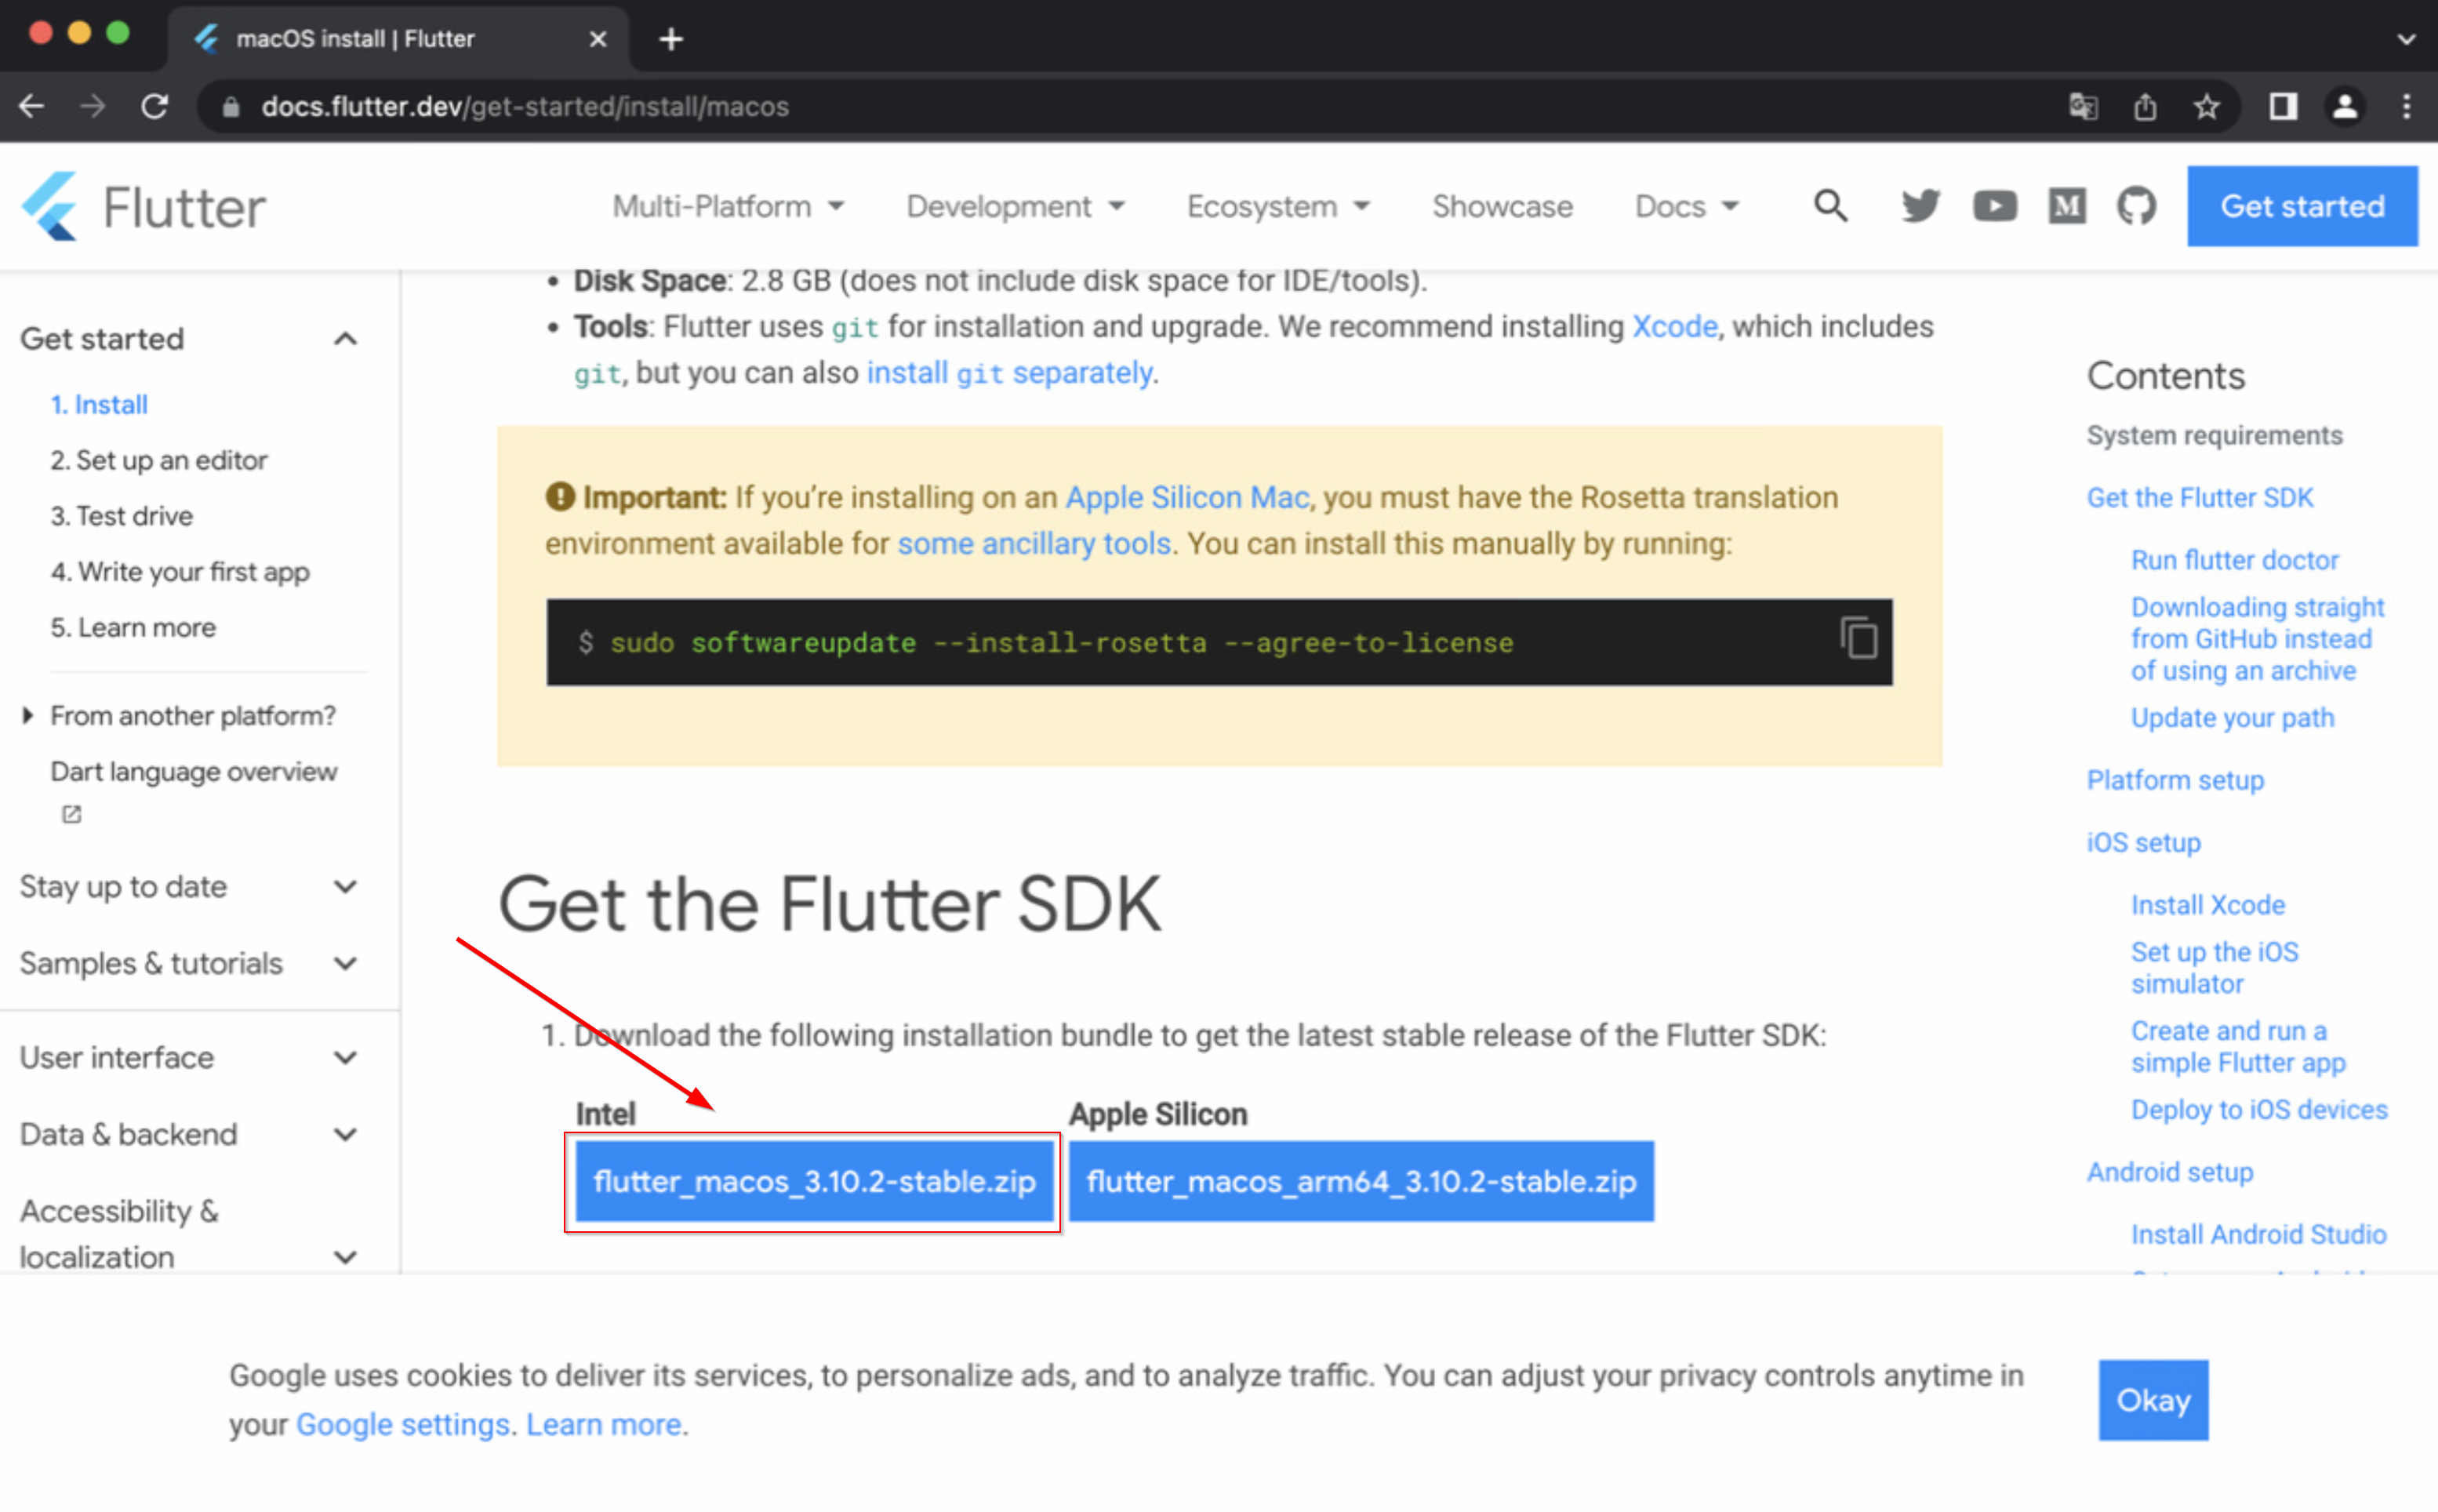 macOS install | Flutter
docs.flutter.dev/get-started/install/macos
Flutter
Multi-Platform
Development
Ecosystem
Showcase
Docs
Get started
Get started
1. Install
2. Set up an editor
3. Test drive
4. Write your first app
5. Learn more
From another platform?
Dart language overview
Stay up to date
Samples & tutorials
User interface
Data & backend
Accessibility &
localization
• Disk Space: 2.8 GB (does not include disk space for IDE/tools).
• Tools: Flutter uses git for installation and upgrade. We recommend installing Xcode, which includes
git, but you can also install git separately.
Important: If you’re installing on an Apple Silicon Mac, you must have the Rosetta translation
environment available for some ancillary tools. You can install this manually by running:
$ sudo softwareupdate --install-rosetta --agree-to-license
Get the Flutter SDK
1. Download the following installation bundle to get the latest stable release of the Flutter SDK:
Intel
flutter_macos_3.10.2-stable.zip
Apple Silicon
flutter_macos_arm64_3.10.2-stable.zip
Contents
System requirements
Get the Flutter SDK
Run flutter doctor
Downloading straight
from GitHub instead
of using an archive
Update your path
Platform setup
iOS setup
Install Xcode
Set up the iOS
simulator
Create and run a
simple Flutter app
Deploy to iOS devices
Android setup
Install Android Studio
Google uses cookies to deliver its services, to personalize ads, and to analyze traffic. You can adjust your privacy controls anytime in
your Google settings. Learn more.
Okay